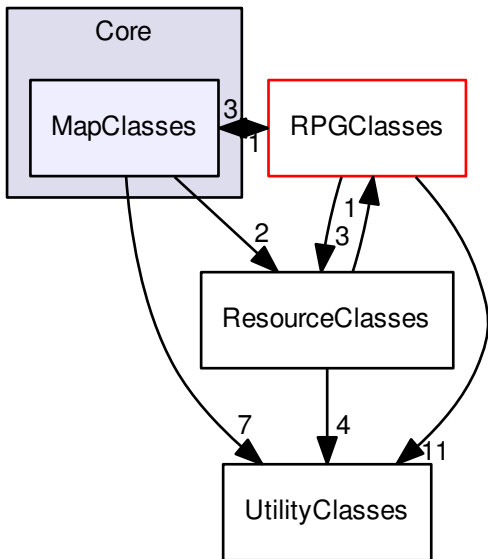 Core
MapClasses
3
1
RPGClasses
2
1
3
ResourceClasses
7
4
11
UtilityClasses